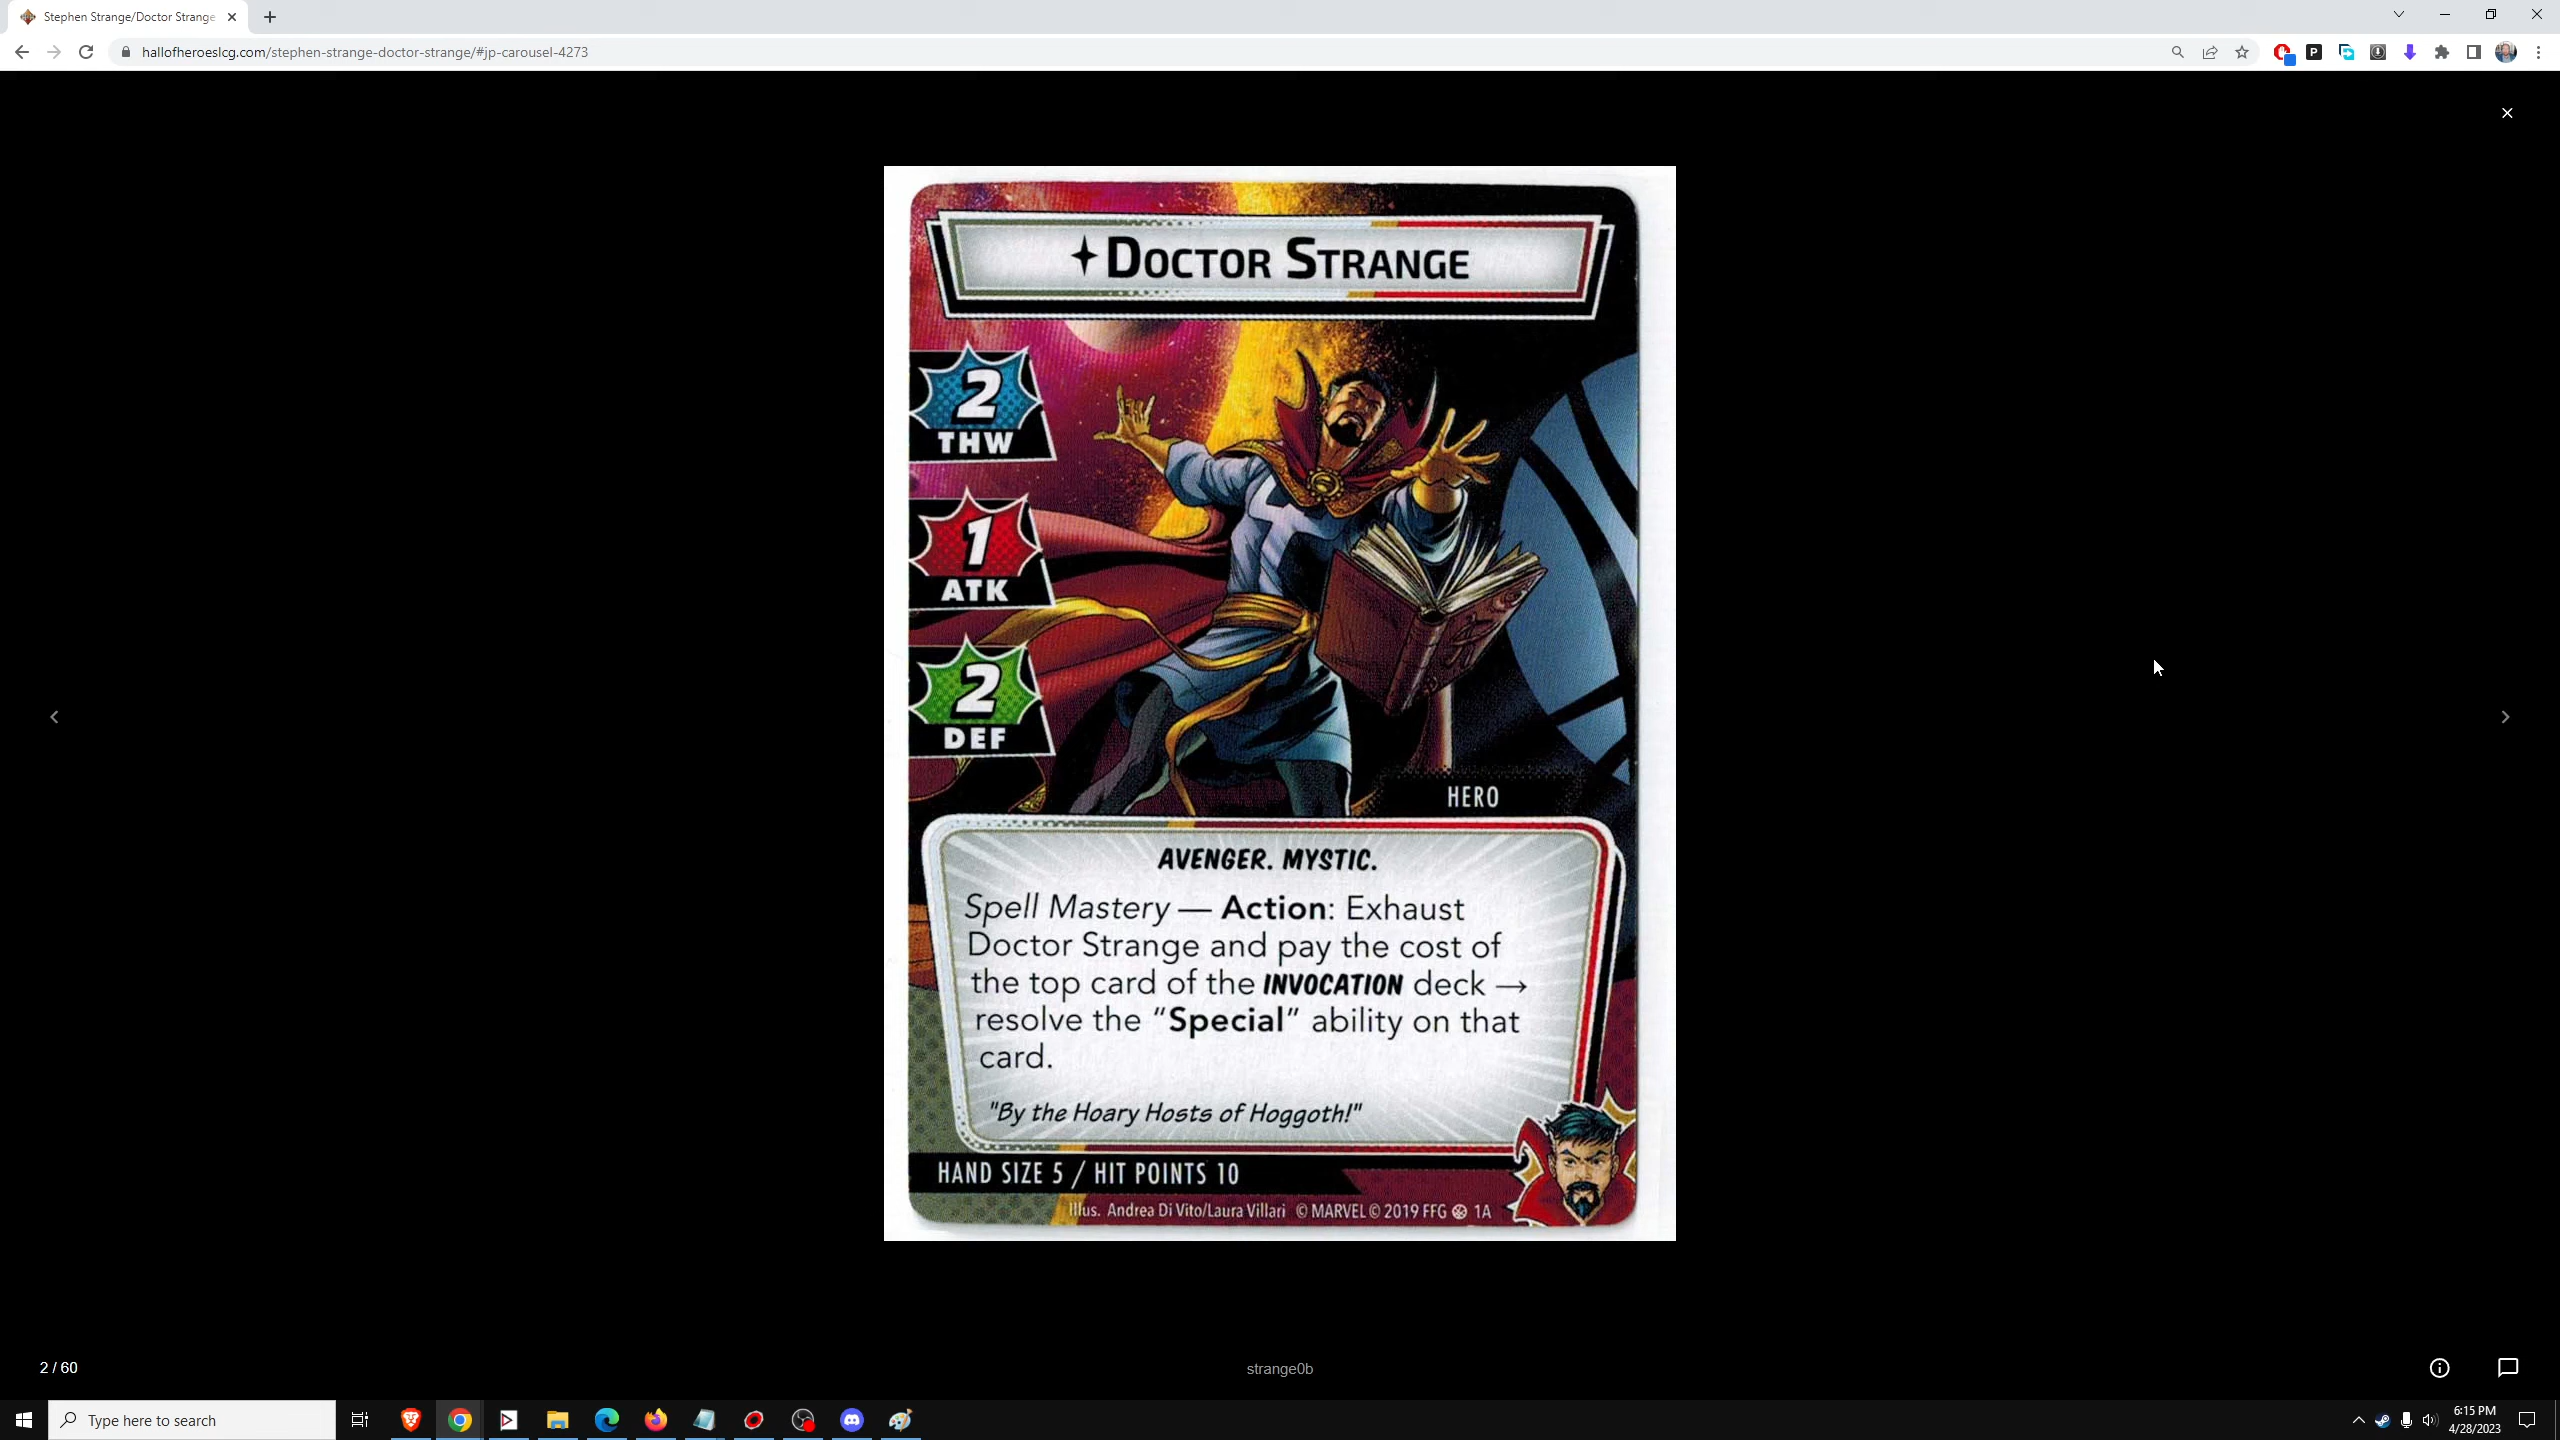 Stephen Strange/Doctor Strange
hallofheroeslcg.com/stephen-strange-doctor-strange/#jp-carousel-4273
DOCTOR STRANGE
2
THW
1
ATK
2
DEF
HERO
AVENGER. MYSTIC.
Spell Mastery — Action: Exhaust
Doctor Strange and pay the cost of
the top card of the INVOCATION deck →
resolve the "Special" ability on that
card.
"By the Hoary Hosts of Hoggoth!"
HAND SIZE 5 / HIT POINTS 10
Illus. Andrea Di Vito/Laura Villari © MARVEL © 2019 FFG 1A
2 / 60
strange0b
Type here to search
6:15 PM
4/28/2023